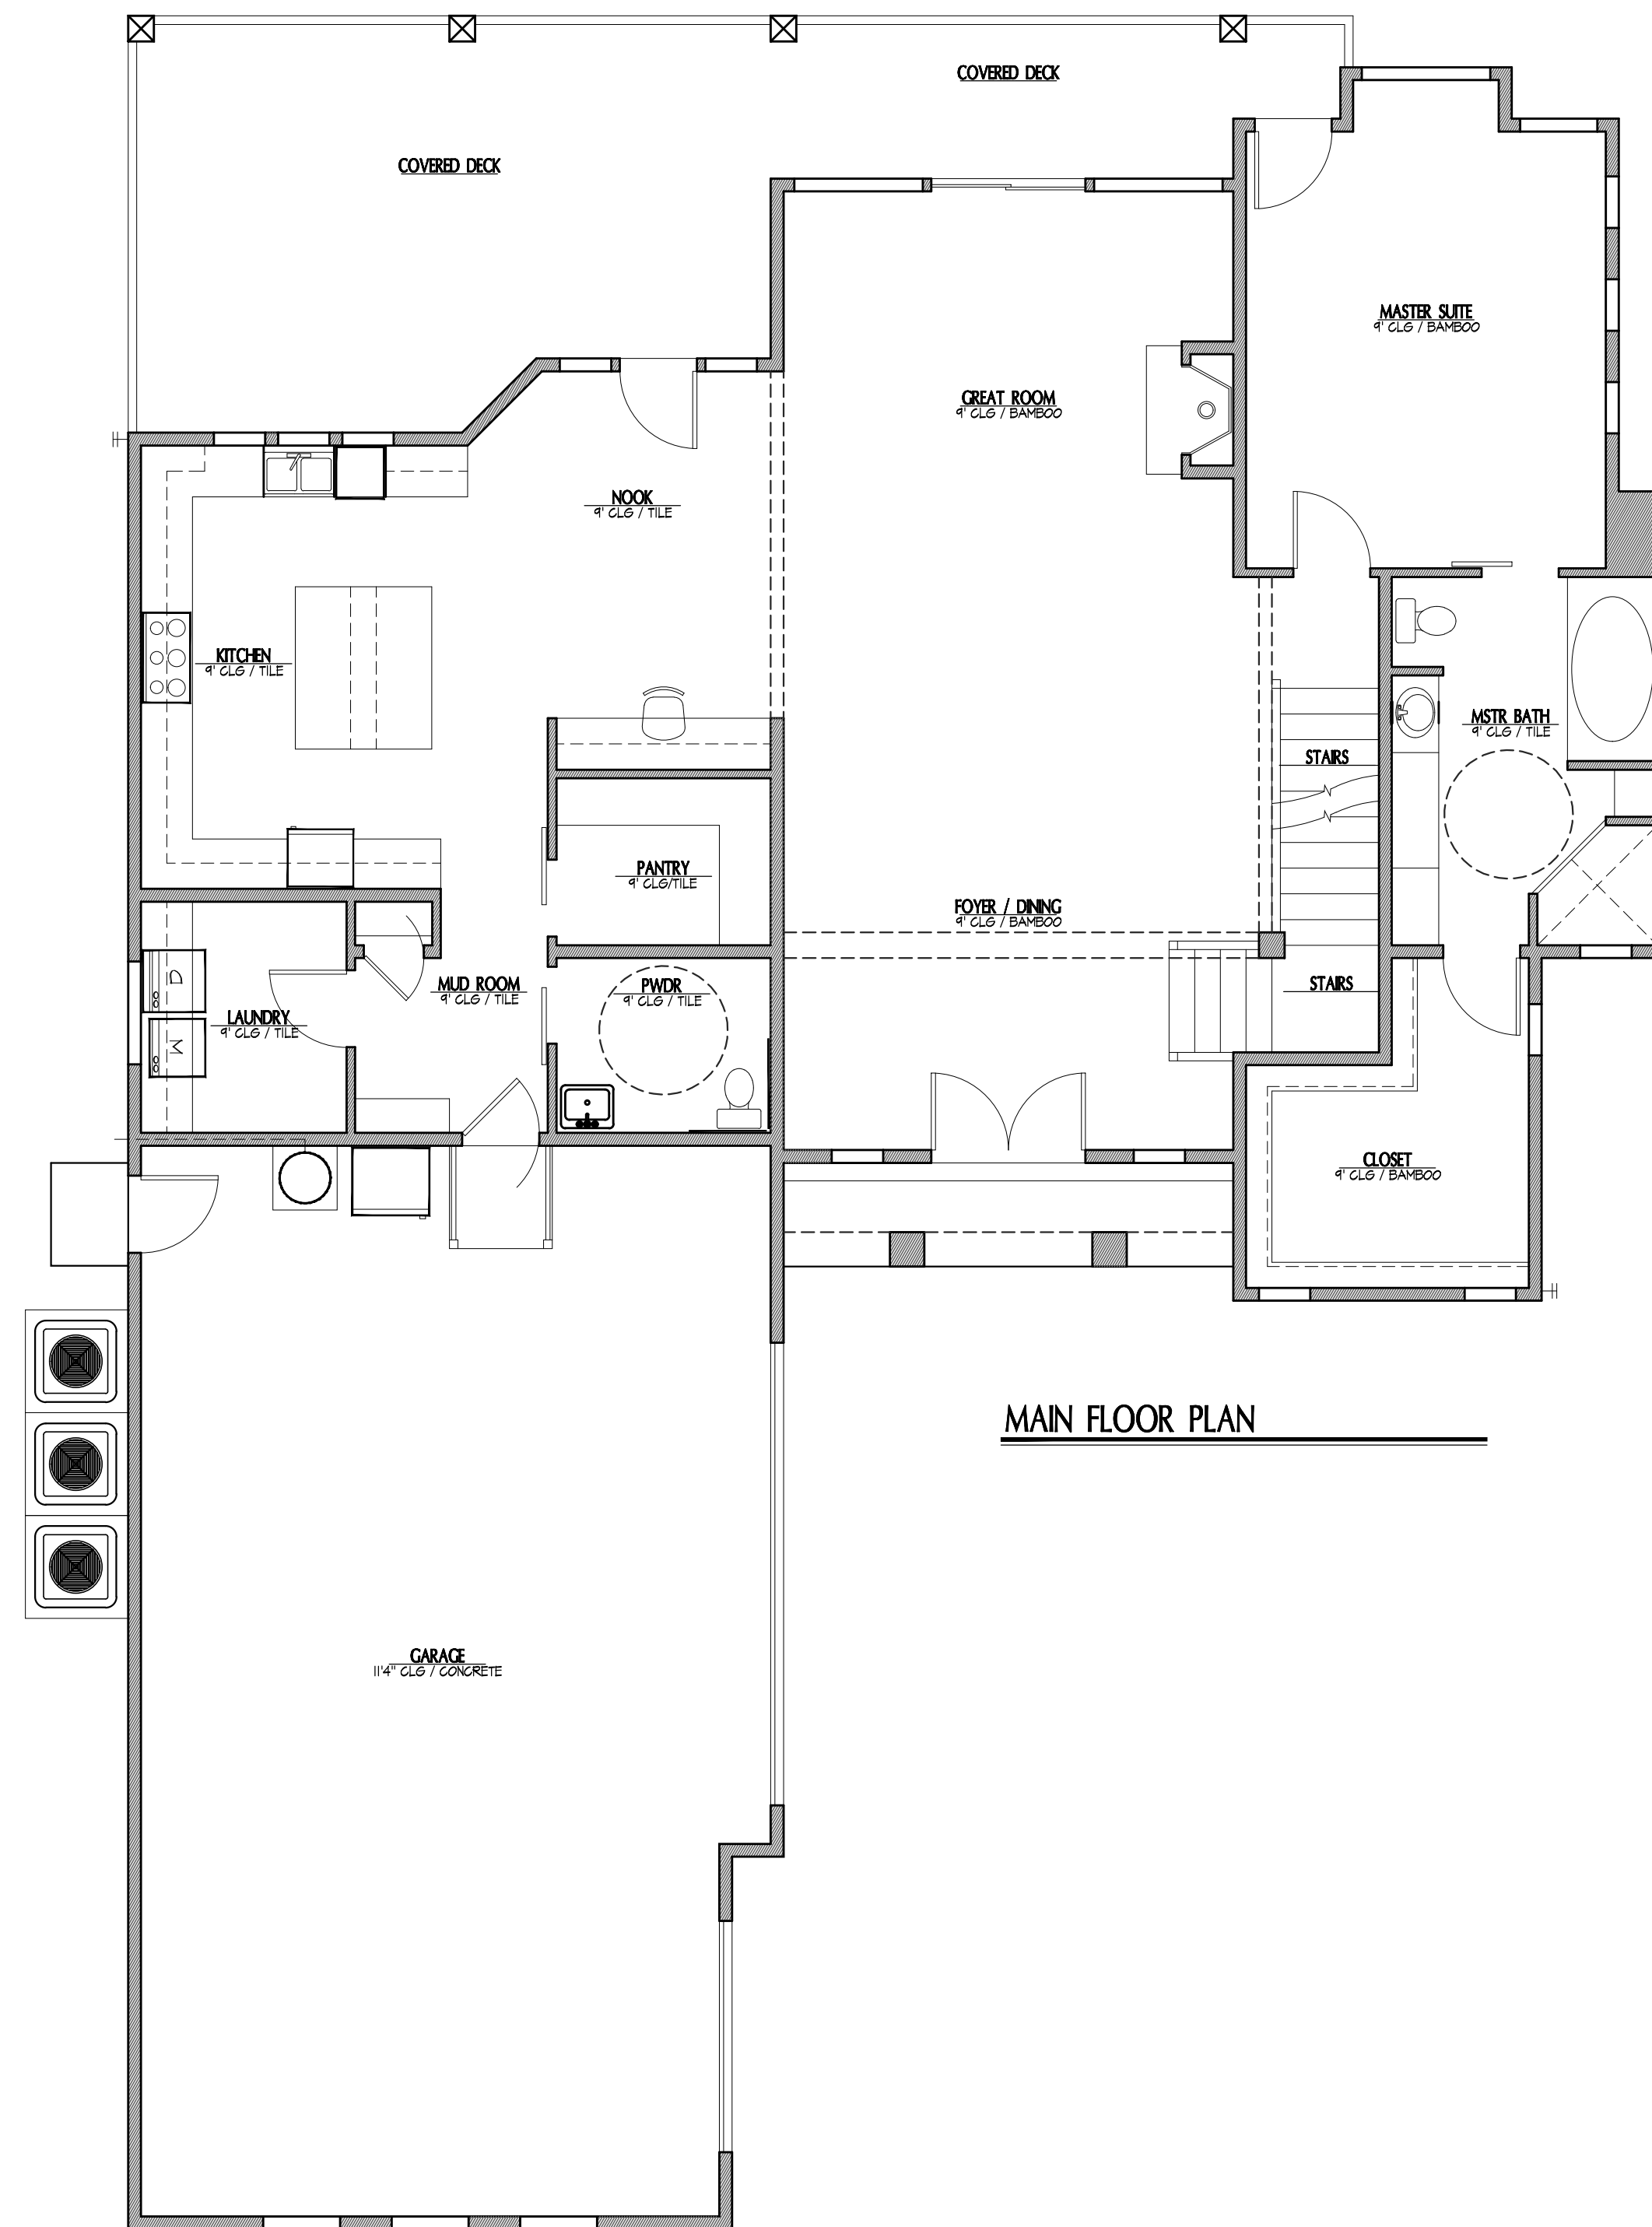 COVERED DECK
COVERED DECK
MASTER SUITE
9' CLG / BAMBOO
GREAT ROOM
9' CLG / BAMBOO
NOOK
9' CLG / TILE
KITCHEN
9' CLG / TILE
MSTR BATH
9' CLG / TILE
STAIRS
PANTRY
9' CLG/TILE
FOYER / DINING
9' CLG / BAMBOO
MUD ROOM
9' CLG / TILE
PWDR
9' CLG / TILE
STAIRS
D
LAUNDRY
9' CLG / TILE
W
CLOSET
9' CLG / BAMBOO
MAIN FLOOR PLAN
GARAGE
11'4" CLG / CONCRETE